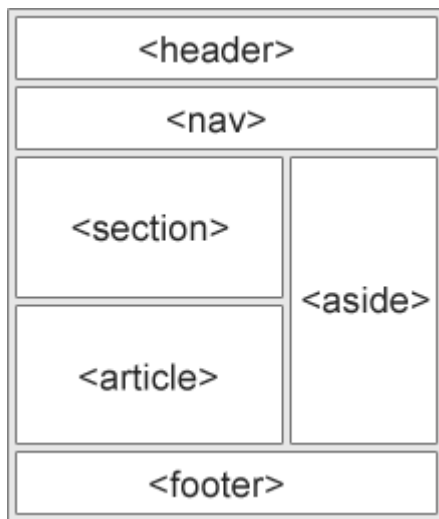 <header>
<nav>
<section>
<aside>
<article>
<footer>